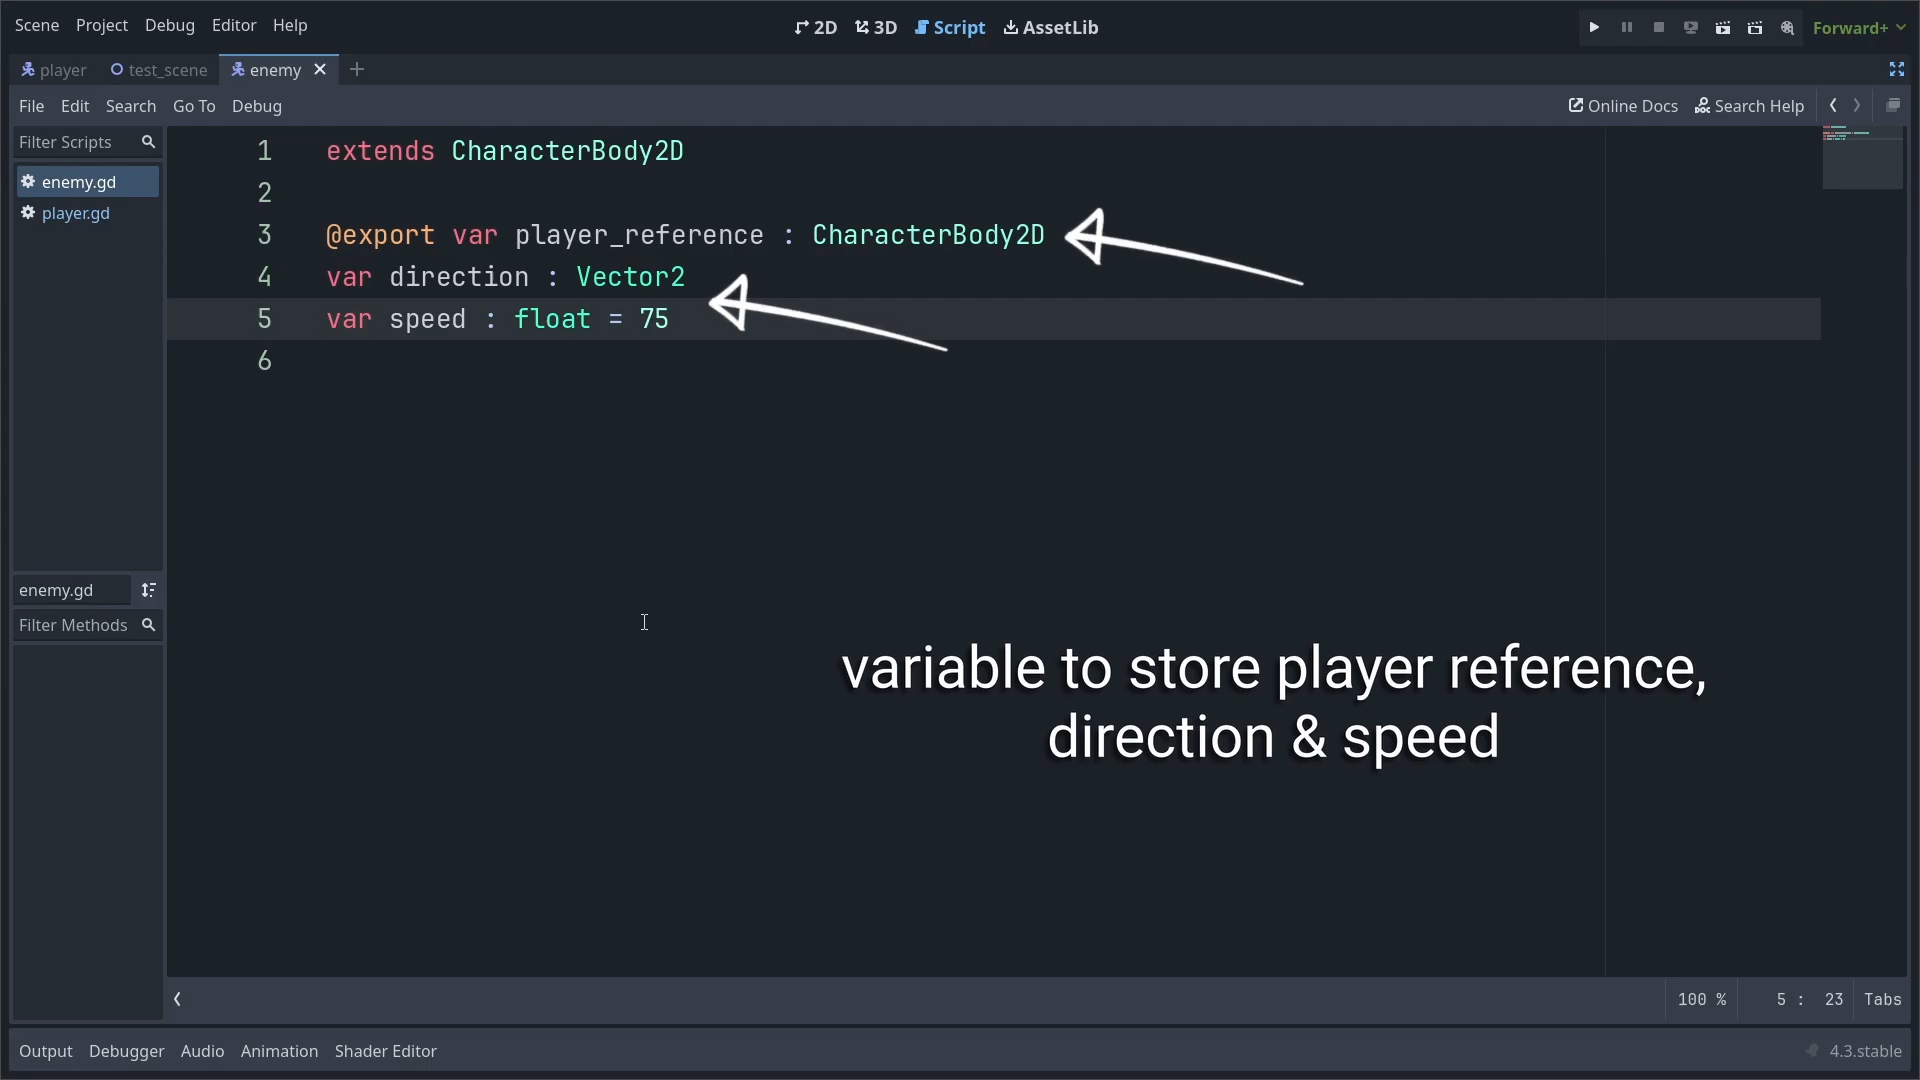 Scene Project Debug Editor Help 2D 3D Script AssetLib Forward+
player test_scene enemy
File Edit Search Go To Debug Online Docs Search Help
Filter Scripts
enemy.gd
player.gd
1 extends CharacterBody2D
2
3 @export var player_reference : CharacterBody2D
4 var direction : Vector2
5 var speed : float = 75
6
enemy.gd
Filter Methods
variable to store player reference,
direction & speed
100 % 5 : 23 Tabs
Output Debugger Audio Animation Shader Editor 4.3.stable